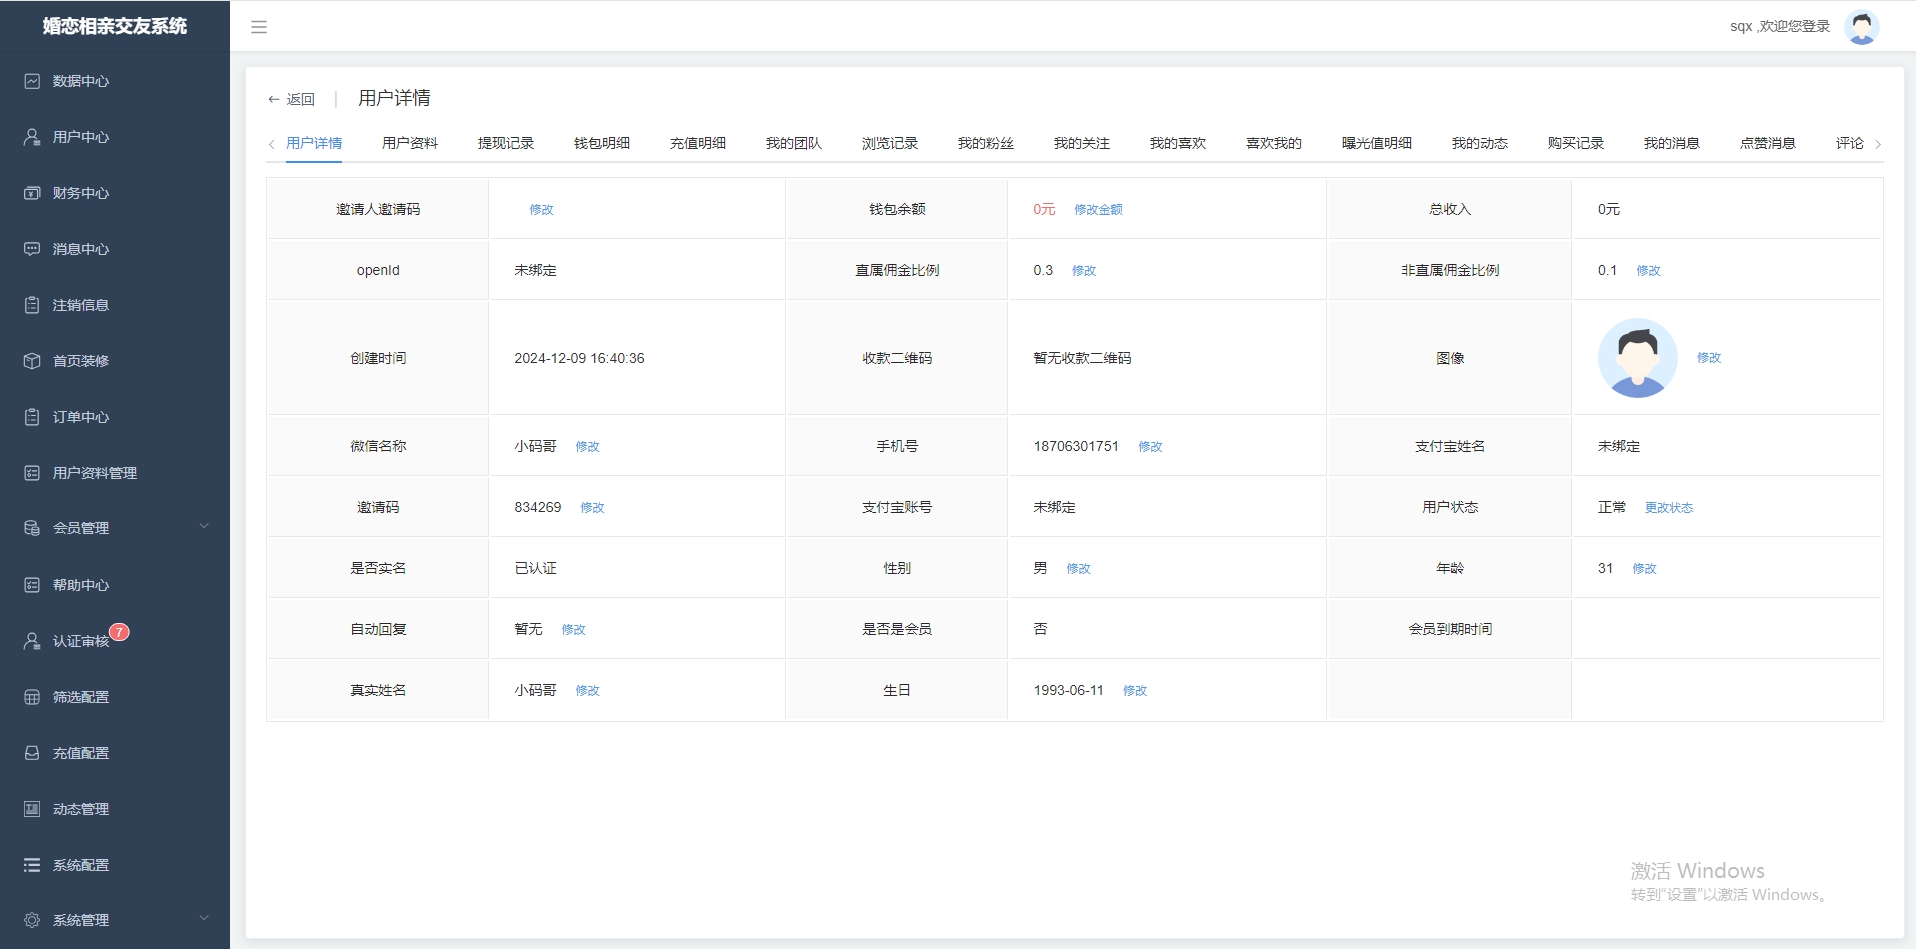 婚恋相亲交友系统
sqx ,欢迎您登录
数据中心
用户中心
财务中心
消息中心
注销信息
首页装修
订单中心
用户资料管理
会员管理
帮助中心
认证审核 7
筛选配置
充值配置
动态管理
系统配置
系统管理
← 返回 | 用户详情
用户详情 用户资料 提现记录 钱包明细 充值明细 我的团队 浏览记录 我的粉丝 我的关注 我的喜欢 喜欢我的 曝光值明细 我的动态 购买记录 我的消息 点赞消息 评论
邀请人邀请码 修改 钱包余额 0元 修改金额 总收入 0元
openId 未绑定 直属佣金比例 0.3 修改 非直属佣金比例 0.1 修改
创建时间 2024-12-09 16:40:36 收款二维码 暂无收款二维码 图像 修改
微信名称 小码哥 修改 手机号 18706301751 修改 支付宝姓名 未绑定
邀请码 834269 修改 支付宝账号 未绑定 用户状态 正常 更改状态
是否实名 已认证 性别 男 修改 年龄 31 修改
自动回复 暂无 修改 是否是会员 否 会员到期时间
真实姓名 小码哥 修改 生日 1993-06-11 修改
激活 Windows
转到“设置”以激活 Windows。